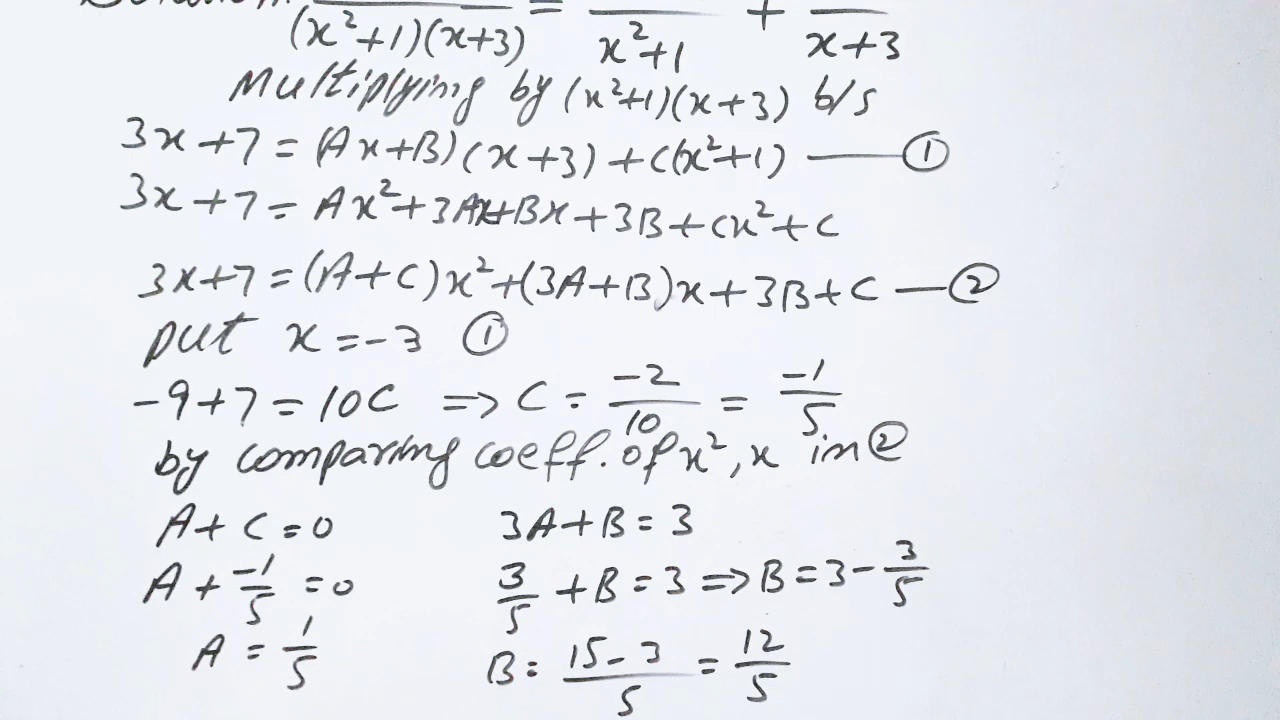 (x²+1)(x+3) = x²+1 + x+3
Multiplying by (x²+1)(x+3) b/s
3x+7 = (Ax+B)(x+3)+C(x²+1) —— ①
3x+7 = Ax²+3Ax+Bx+3B+Cx²+C
3x+7 = (A+C)x²+(3A+B)x+3B+C — ②
put x = -3 ①
-9+7 = 10C => C = -2/10 = -1/5
by comparing coeff. of x², x in ②
A+C = 0 3A+B = 3
A + -1/5 = 0 3/5 + B = 3 => B = 3 - 3/5
A = 1/5 B = 15-3/5 = 12/5